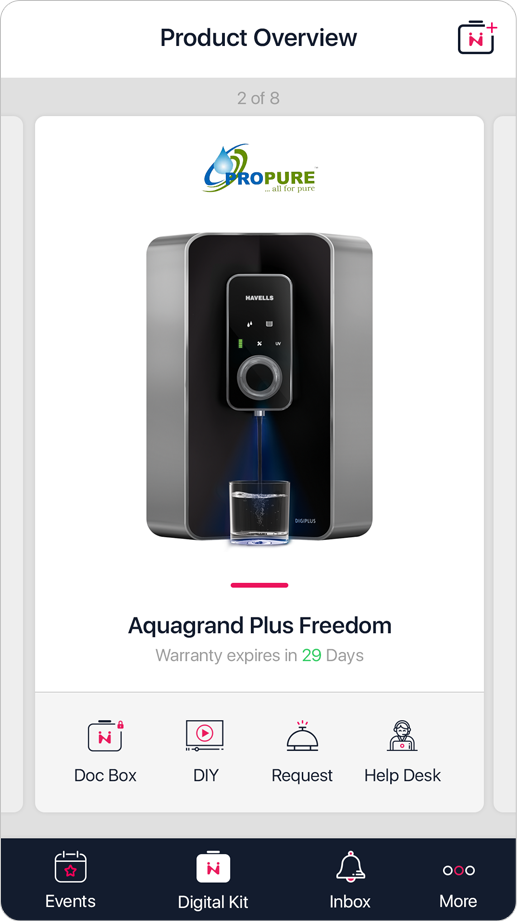 Product Overview
2 of 8
PROPURE
... all for pure
HAVELLS
UV
DIGIPLUS
Aquagrand Plus Freedom
Warranty expires in 29 Days
Doc Box
DIY
Request
Help Desk
Events
Digital Kit
Inbox
More